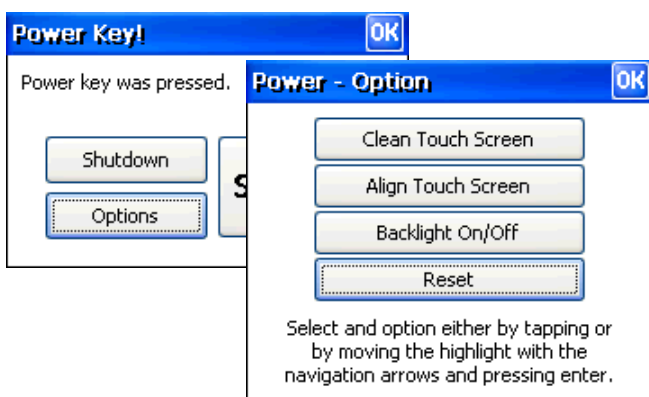 Power Key!
OK
Power key was pressed.
Shutdown
Options
S
Power - Option
OK
Clean Touch Screen
Align Touch Screen
Backlight On/Off
Reset
Select and option either by tapping or
by moving the highlight with the
navigation arrows and pressing enter.